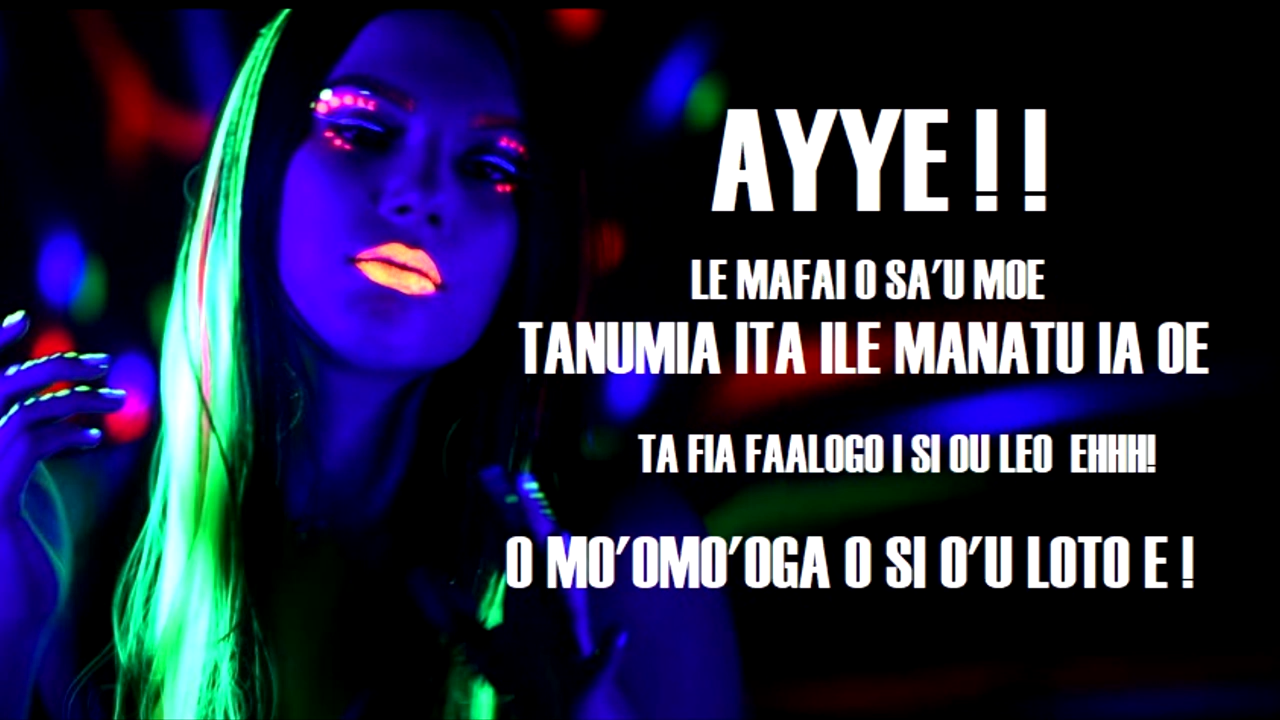 AYYE!!
LE MAFAI O SA'U MOE
TANUMIA ITA ILE MANATU IA OE
TA FIA FAALOGO I SI OU LEO EHHH!
O MO'OMO'OGA O SI O'U LOTO E !